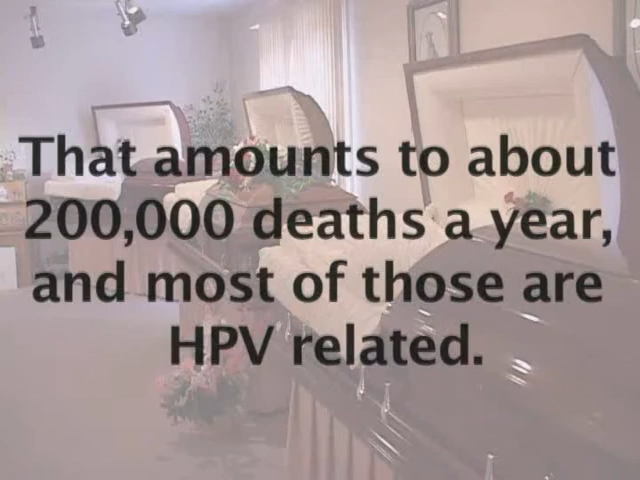 That amounts to about
200,000 deaths a year,
and most of those are
HPV related.